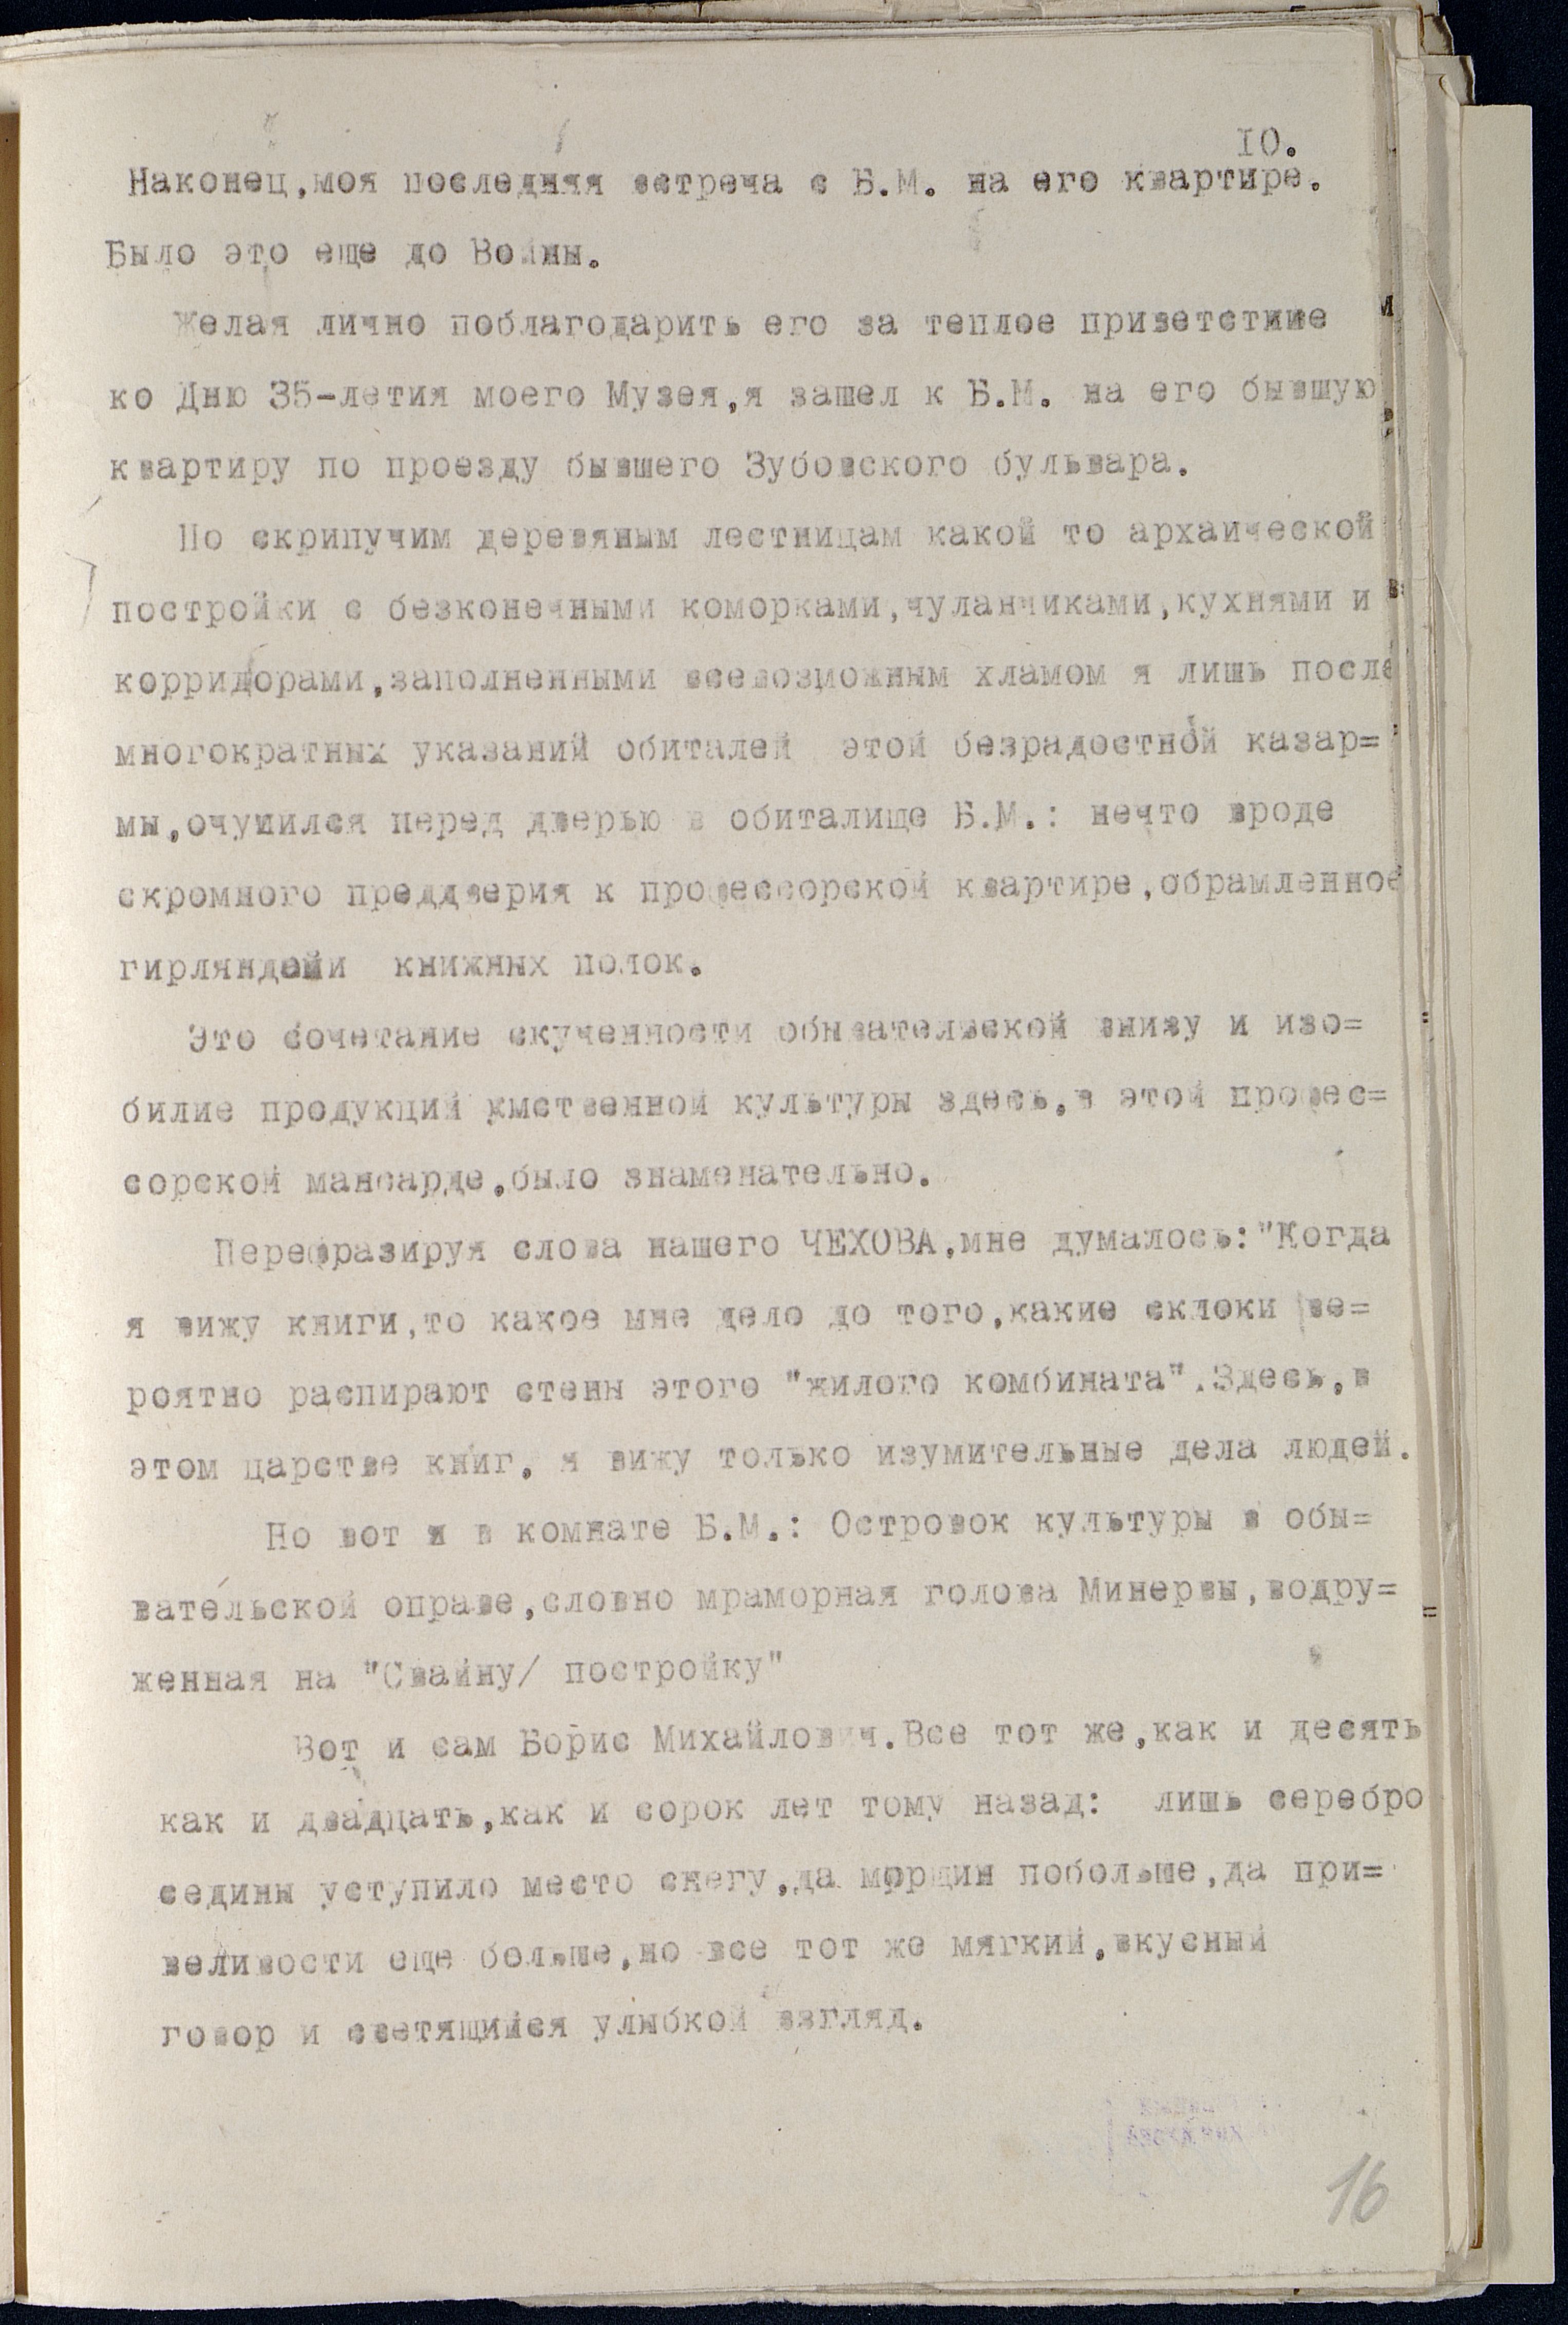 10.
Наконец,моя последняя встреча с Б.М. на его квартире.
Было это еще до Войны.
Желая лично поблагодарить его за теплое приветстиие
ко Дню 35-летия моего Музея,я зашел к Б.М. на его бывшую
квартиру по проезду бывшего Зубовского бульвара.
По скрипучим деревяным лестницам какой то архаической
постройки с безконечными коморками,чуланчиками,кухнями и
корридорами,заполненными всевозможным хламом я лишь после
многократных указаний обиталей этой безрадостной казар=
мы,очутился перед дверью в обиталище Б.М.: нечто вроде
скромного преддверия к профессорской квартире,обрамленное
гирляндами книжных полок.
Это сочетание скученности обывательской внизу и изо=
билие продукций умственной культуры здесь,в этой профес=
сорской мансарде,было знаменательно.
Перефразируя слова нашего ЧЕХОВА,мне думалось:"Когда
я вижу книги,то какое мне дело до того,какие склоки ве=
роятно распирают стены этого "жилого комбината".Здесь,в
этом царстве книг, я вижу только изумительные дела людей.
Но вот я в комнате Б.М.: Островок культуры в обы=
вательской оправе,словно мраморная голова Минервы,водру=
женная на "Свайну/ постройку"
Вот и сам Борис Михайлович.Все тот же,как и десять
как и двадцать,как и сорок лет тому назад: лишь серебро
седины уступило место снегу,да морщин побольше,да при=
веливости еще больше,но все тот же мягкий,вкусный
говор и светящийся улыбкой взгляд.
16